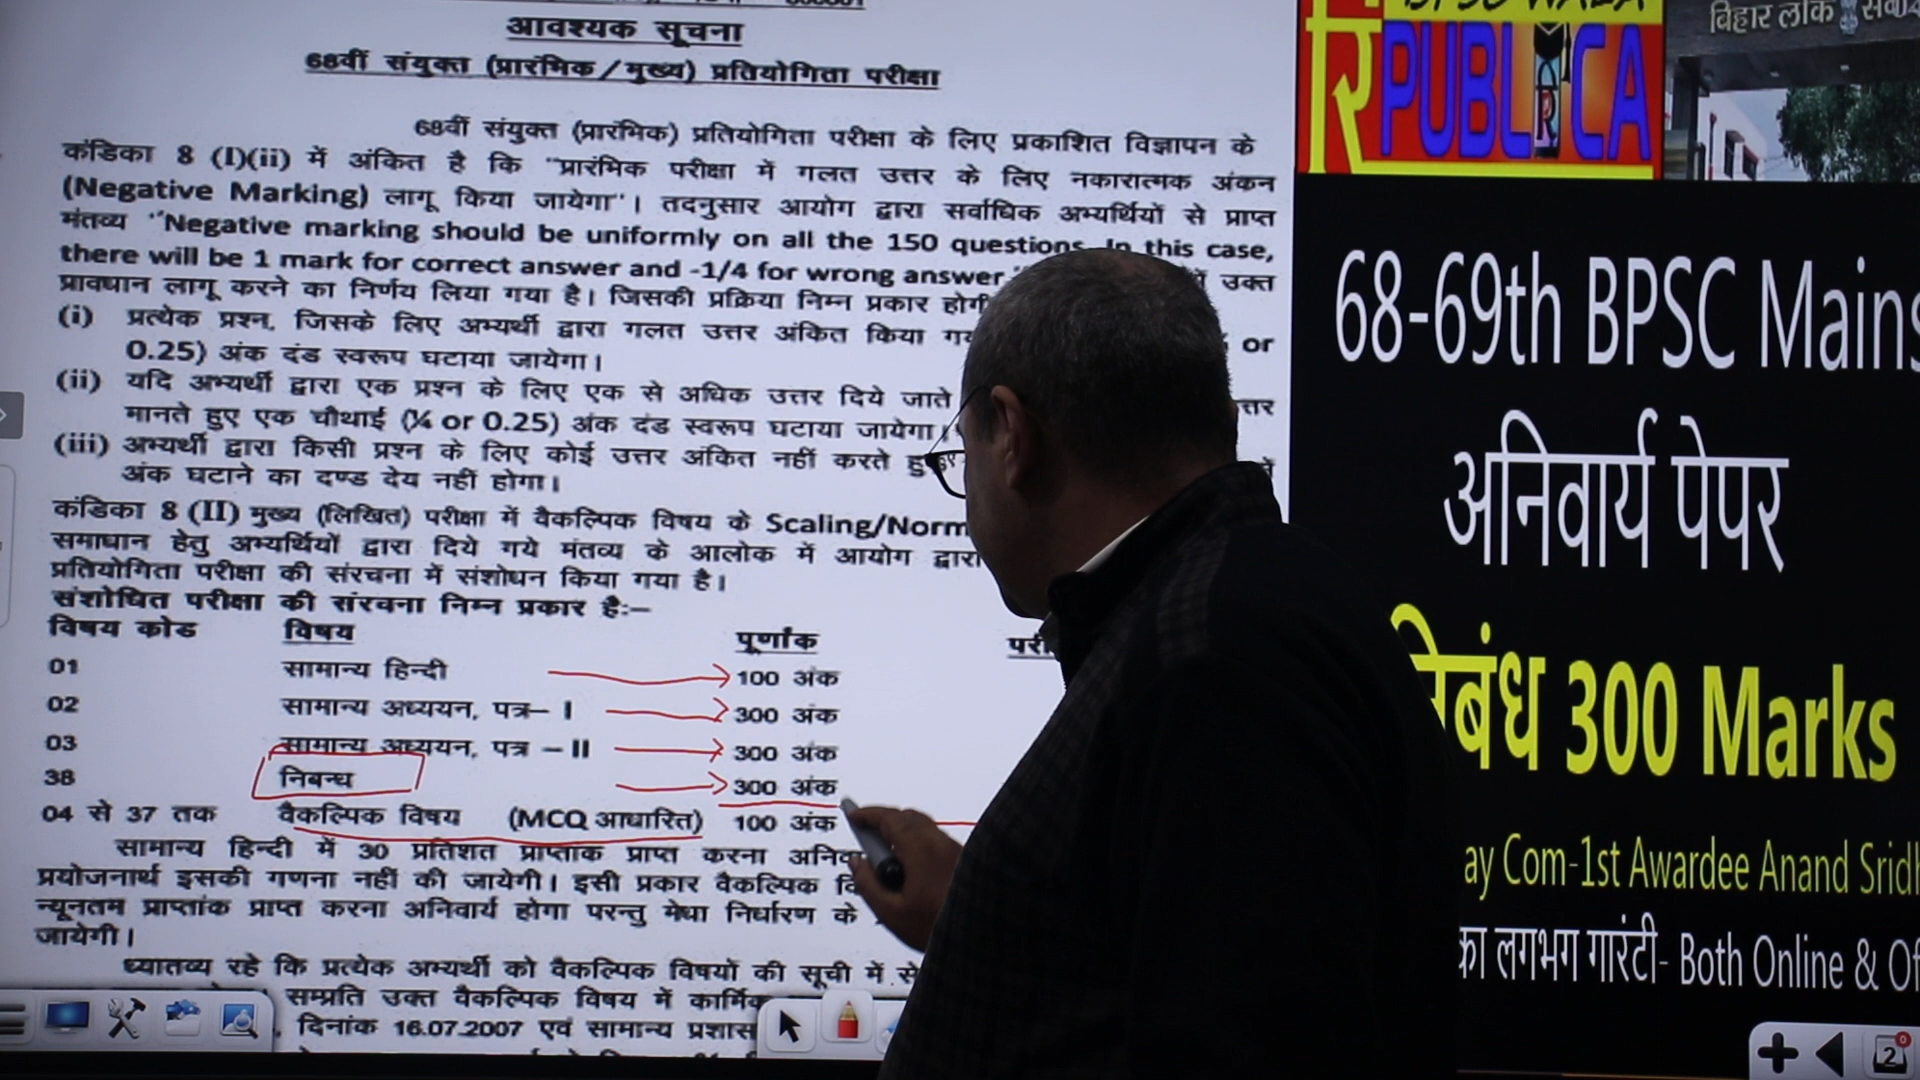 आवश्यक सूचना
68वीं संयुक्त (प्रारंभिक/मुख्य) प्रतियोगिता परीक्षा
68वीं संयुक्त (प्रारंभिक) प्रतियोगिता परीक्षा के लिए प्रकाशित विज्ञापन के
कंडिका 8 (I)(ii) में अंकित है कि "प्रारंभिक परीक्षा में गलत उत्तर के लिए नकारात्मक अंकन
(Negative Marking) लागू किया जायेगा"। तदनुसार आयोग द्वारा सर्वाधिक अभ्यर्थियों से प्राप्त
मंतव्य "Negative marking should be uniformly on all the 150 questions. In this case,
there will be 1 mark for correct answer and -1/4 for wrong answer. उक्त
प्रावधान लागू करने का निर्णय लिया गया है। जिसकी प्रक्रिया निम्न प्रकार होगी
(i) प्रत्येक प्रश्न, जिसके लिए अभ्यर्थी द्वारा गलत उत्तर अंकित किया or
0.25) अंक दंड स्वरूप घटाया जायेगा।
(ii) यदि अभ्यर्थी द्वारा एक प्रश्न के लिए एक से अधिक उत्तर दिये जाते
मानते हुए एक चौथाई (¼ or 0.25) अंक दंड स्वरूप घटाया जायेगा।
(iii) अभ्यर्थी द्वारा किसी प्रश्न के लिए कोई उत्तर अंकित नहीं करते
अंक घटाने का दण्ड देय नहीं होगा।
कंडिका 8 (II) मुख्य (लिखित) परीक्षा में वैकल्पिक विषय के Scaling/Norm
समाधान हेतु अभ्यर्थियों द्वारा दिये गये मंतव्य के आलोक में आयोग द्वारा
प्रतियोगिता परीक्षा की संरचना में संशोधन किया गया है।
संशोधित परीक्षा की संरचना निम्न प्रकार है:–
विषय कोड विषय पूर्णांक
01 सामान्य हिन्दी 100 अंक
02 सामान्य अध्ययन, पत्र– I 300 अंक
03 सामान्य अध्ययन, पत्र – II 300 अंक
38 निबन्ध 300 अंक
04 से 37 तक वैकल्पिक विषय (MCQ आधारित) 100 अंक
सामान्य हिन्दी में 30 प्रतिशत प्राप्तांक प्राप्त करना
प्रयोजनार्थ इसकी गणना नहीं की जायेगी। इसी प्रकार वैकल्पिक
न्यूनतम प्राप्तांक प्राप्त करना अनिवार्य होगा परन्तु मेधा निर्धारण के
जायेगी।
ध्यातव्य रहे कि प्रत्येक अभ्यर्थी को वैकल्पिक विषयों की सूची में से
सम्प्रति उक्त वैकल्पिक विषय में
दिनांक 16.07.2007 एवं सामान्य
BPSC WALA
रिPUBLICA
बिहार लोक
68-69th BPSC Mains
अनिवार्य पेपर
निबंध 300 Marks
ay Com-1st Awardee Anand Sridh
का लगभग गारंटी- Both Online & Of
2
0